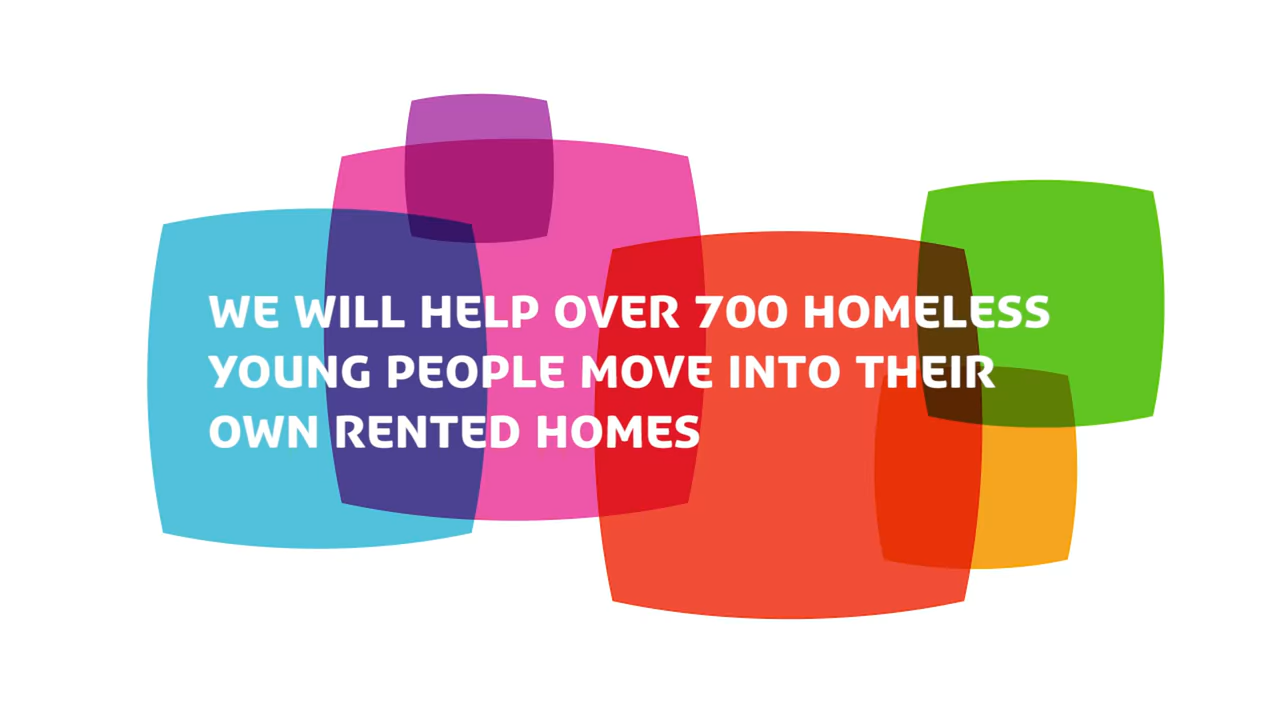 WE WILL HELP OVER 700 HOMELESS
YOUNG PEOPLE MOVE INTO THEIR
OWN RENTED HOMES